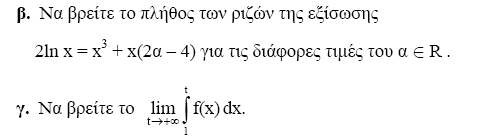 β. Να βρείτε το πλήθος των ριζών της εξίσωσης
2ln x = x³ + x(2α – 4) για τις διάφορες τιμές του α ∈ R .
γ. Να βρείτε το lim t→+∞ ∫₁ᵗ f(x) dx.